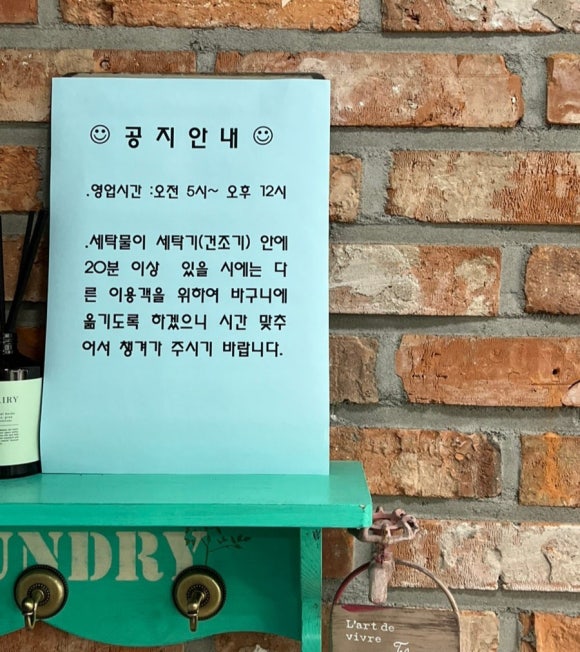 ☺ 공지안내 ☺
.영업시간 :오전 5시~ 오후 12시
.세탁물이 세탁기(건조기) 안에
20분 이상 있을 시에는 다
른 이용객을 위하여 바구니에
옮기도록 하겠으니 시간 맞추
어서 챙겨가 주시기 바랍니다.
UNDRY
L'art de
vivre